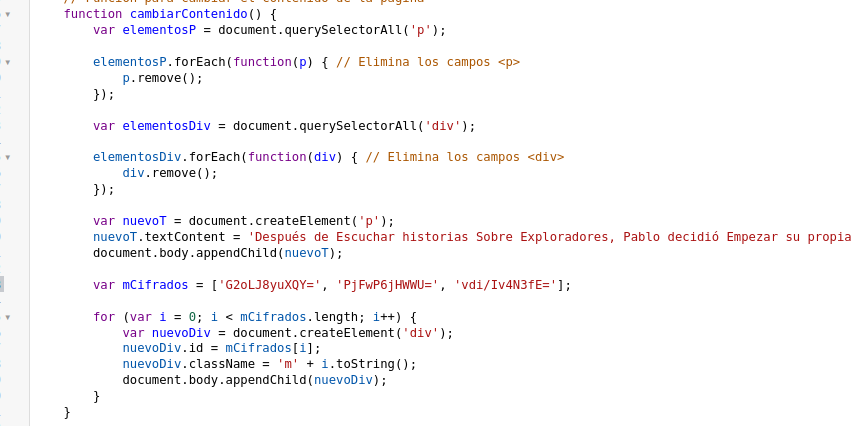 // Función para cambiar el contenido de la página
function cambiarContenido() {
var elementosP = document.querySelectorAll('p');
elementosP.forEach(function(p) { // Elimina los campos <p>
p.remove();
});
var elementosDiv = document.querySelectorAll('div');
elementosDiv.forEach(function(div) { // Elimina los campos <div>
div.remove();
});
var nuevoT = document.createElement('p');
nuevoT.textContent = 'Después de Escuchar historias Sobre Exploradores, Pablo decidió Empezar su propia
document.body.appendChild(nuevoT);
var mCifrados = ['G2oLJ8yuXQY=', 'PjFwP6jHWWU=', 'vdi/Iv4N3fE='];
for (var i = 0; i < mCifrados.length; i++) {
var nuevoDiv = document.createElement('div');
nuevoDiv.id = mCifrados[i];
nuevoDiv.className = 'm' + i.toString();
document.body.appendChild(nuevoDiv);
}
}